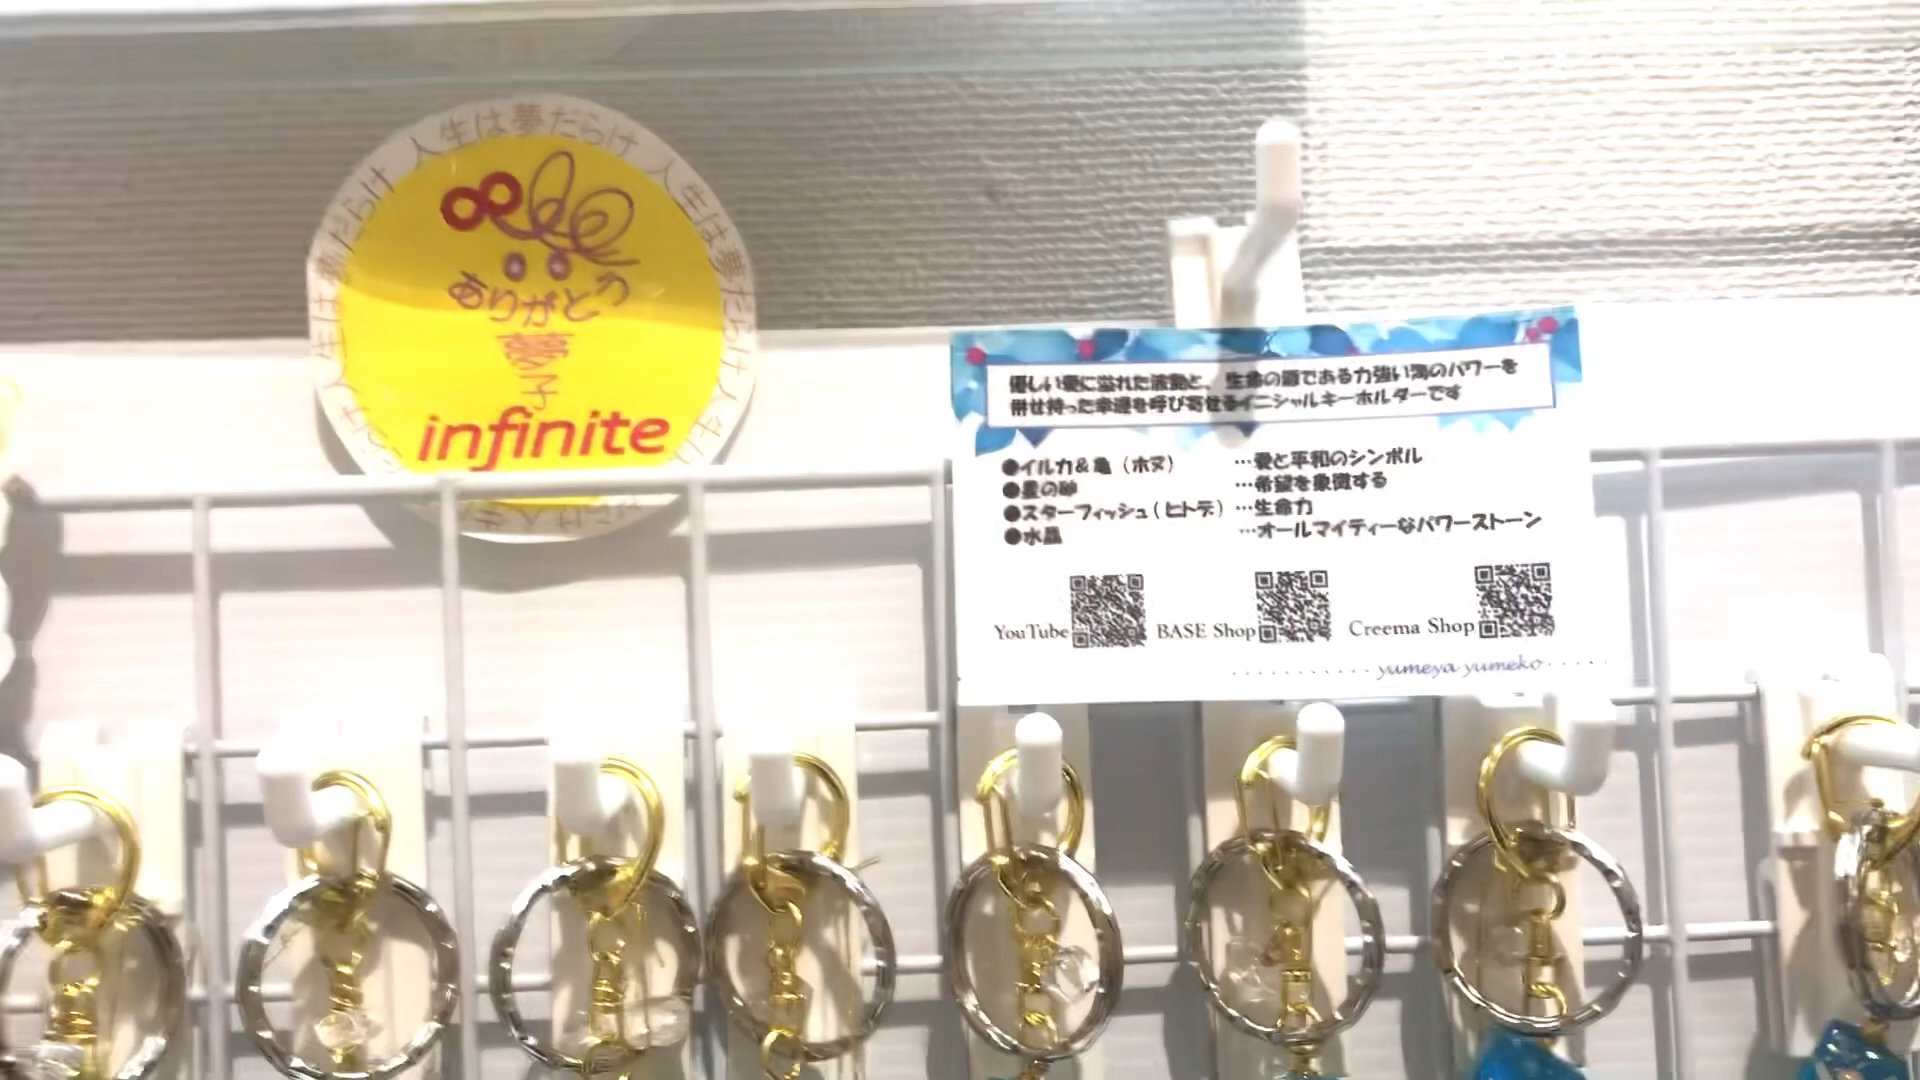 人生は夢だらけ 人生は夢だらけ 人生は夢だらけ
ありがとう
夢
子
infinite
優しい愛に溢れた波動と、生命の源である力強い海のパワーを
併せ持った幸運を呼び寄せるイニシャルキーホルダーです
●イルカ&亀（ホヌ） …愛と平和のシンボル
●星の砂 …希望を象徴する
●スターフィッシュ（ヒトデ） …生命力
●水晶 …オールマイティーなパワーストーン
YouTube BASE Shop Creema Shop
yumeya yumeko